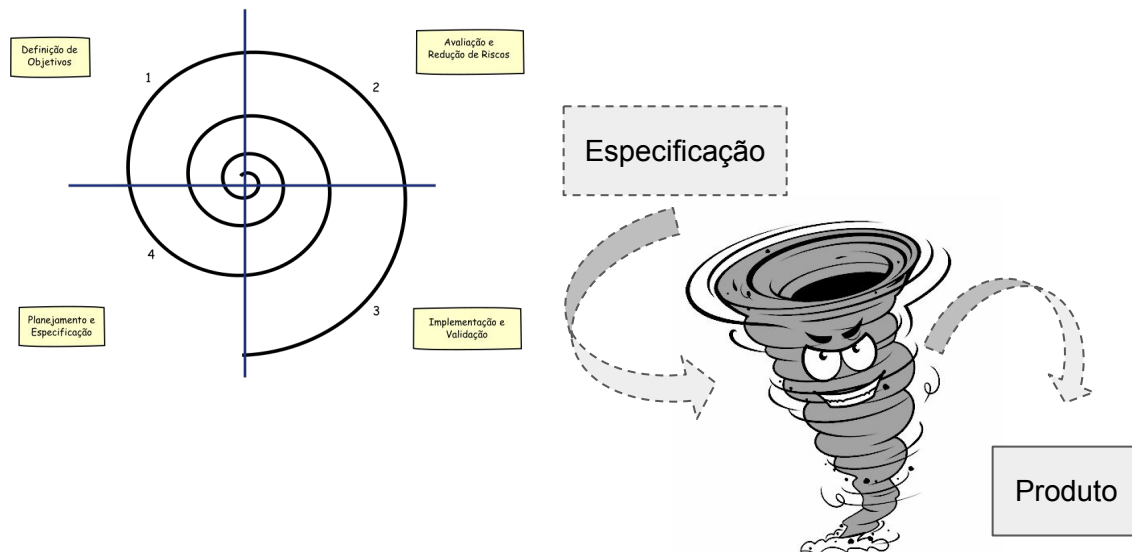 Definição de
Objetivos
Avaliação e
Redução de Riscos
1
2
Especificação
4
3
Planejamento e
Especificação
Implementação e
Validação
Produto